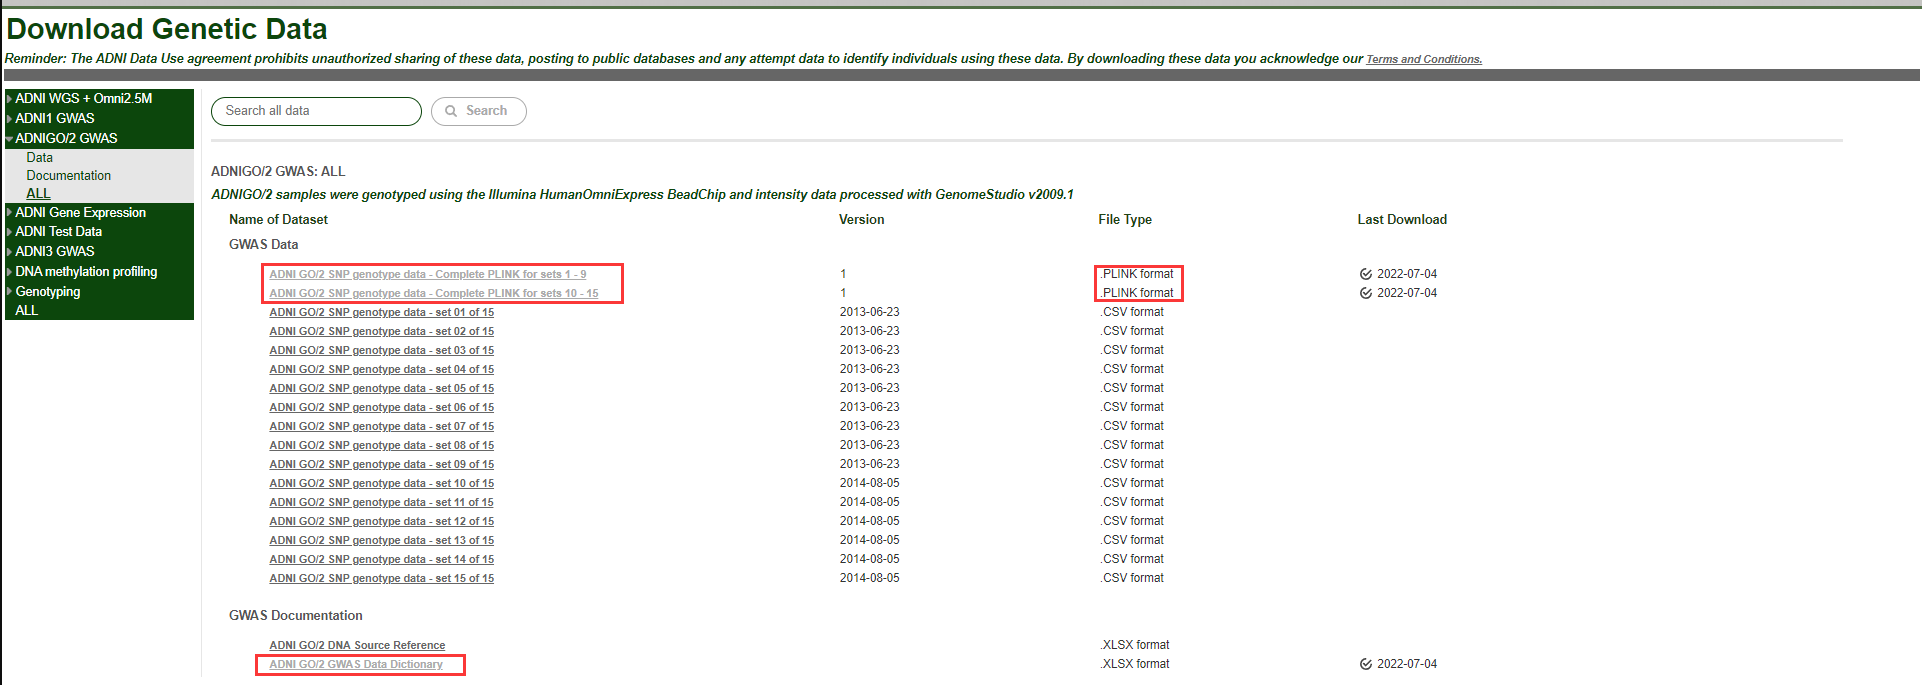 Download Genetic Data
Reminder: The ADNI Data Use agreement prohibits unauthorized sharing of these data, posting to public databases and any attempt data to identify individuals using these data. By downloading these data you acknowledge our Terms and Conditions.
ADNI WGS + Omni2.5M
ADNI1 GWAS
ADNIGO/2 GWAS
Data
Documentation
ALL
ADNI Gene Expression
ADNI Test Data
ADNI3 GWAS
DNA methylation profiling
Genotyping
ALL
Search all data Search
ADNIGO/2 GWAS: ALL
ADNIGO/2 samples were genotyped using the Illumina HumanOmniExpress BeadChip and intensity data processed with GenomeStudio v2009.1
Name of Dataset Version File Type Last Download
GWAS Data
ADNI GO/2 SNP genotype data - Complete PLINK for sets 1 - 9 1 .PLINK format 2022-07-04
ADNI GO/2 SNP genotype data - Complete PLINK for sets 10 - 15 1 .PLINK format 2022-07-04
ADNI GO/2 SNP genotype data - set 01 of 15 2013-06-23 .CSV format
ADNI GO/2 SNP genotype data - set 02 of 15 2013-06-23 .CSV format
ADNI GO/2 SNP genotype data - set 03 of 15 2013-06-23 .CSV format
ADNI GO/2 SNP genotype data - set 04 of 15 2013-06-23 .CSV format
ADNI GO/2 SNP genotype data - set 05 of 15 2013-06-23 .CSV format
ADNI GO/2 SNP genotype data - set 06 of 15 2013-06-23 .CSV format
ADNI GO/2 SNP genotype data - set 07 of 15 2013-06-23 .CSV format
ADNI GO/2 SNP genotype data - set 08 of 15 2013-06-23 .CSV format
ADNI GO/2 SNP genotype data - set 09 of 15 2013-06-23 .CSV format
ADNI GO/2 SNP genotype data - set 10 of 15 2014-08-05 .CSV format
ADNI GO/2 SNP genotype data - set 11 of 15 2014-08-05 .CSV format
ADNI GO/2 SNP genotype data - set 12 of 15 2014-08-05 .CSV format
ADNI GO/2 SNP genotype data - set 13 of 15 2014-08-05 .CSV format
ADNI GO/2 SNP genotype data - set 14 of 15 2014-08-05 .CSV format
ADNI GO/2 SNP genotype data - set 15 of 15 2014-08-05 .CSV format
GWAS Documentation
ADNI GO/2 DNA Source Reference .XLSX format
ADNI GO/2 GWAS Data Dictionary .XLSX format 2022-07-04